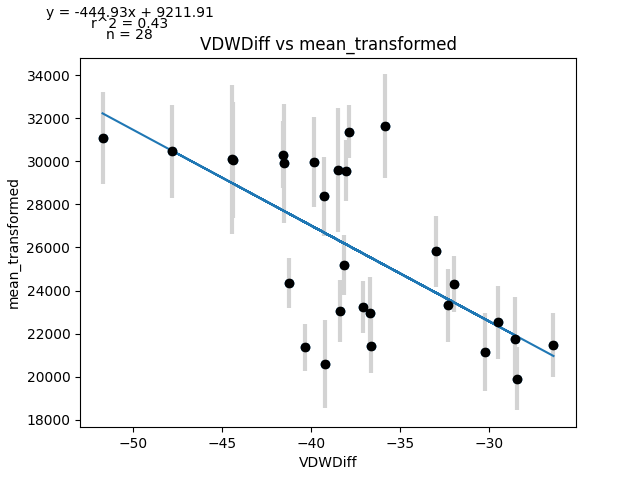 y = -444.93x + 9211.91
r^2 = 0.43
n = 28
VDWDiff vs mean_transformed
34000
32000
30000
28000
26000
24000
22000
20000
18000
mean_transformed
−50
−45
−40
−35
−30
VDWDiff